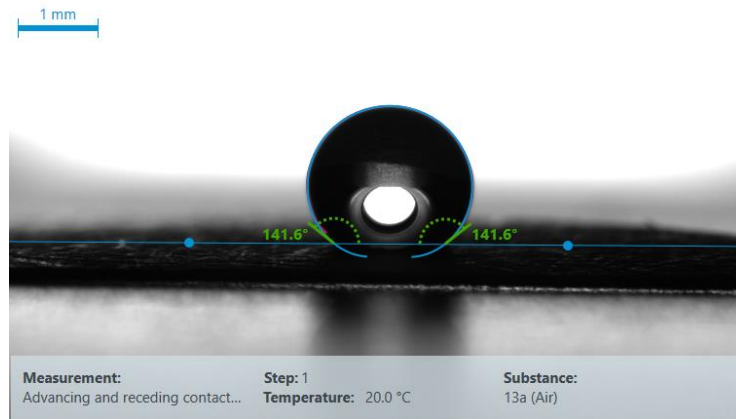 1 mm
141.6° 141.6°
Measurement: Step: 1 Substance:
Advancing and receding contact... Temperature: 20.0 °C 13a (Air)